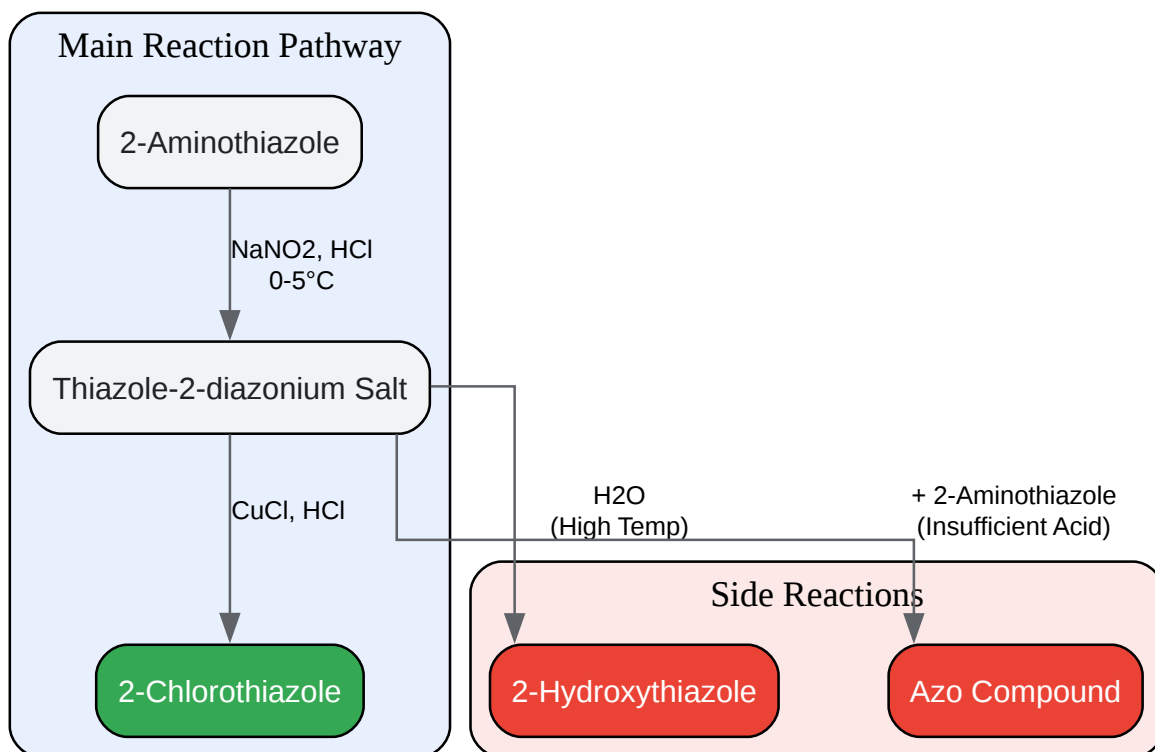 Main Reaction Pathway
2-Aminothiazole
NaNO2, HCl
0-5°C
Thiazole-2-diazonium Salt
CuCl, HCl
H2O
(High Temp)
+ 2-Aminothiazole
(Insufficient Acid)
Side Reactions
2-Chlorothiazole
2-Hydroxythiazole
Azo Compound